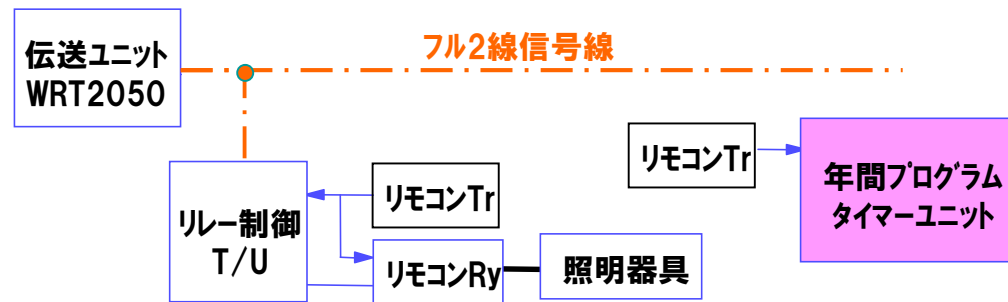 伝送ユニット
WRT2050
フル2線信号線
リモコンTr
年間プログラム
タイマーユニット
リレー制御
T/U
リモコンTr
リモコンRy
照明器具